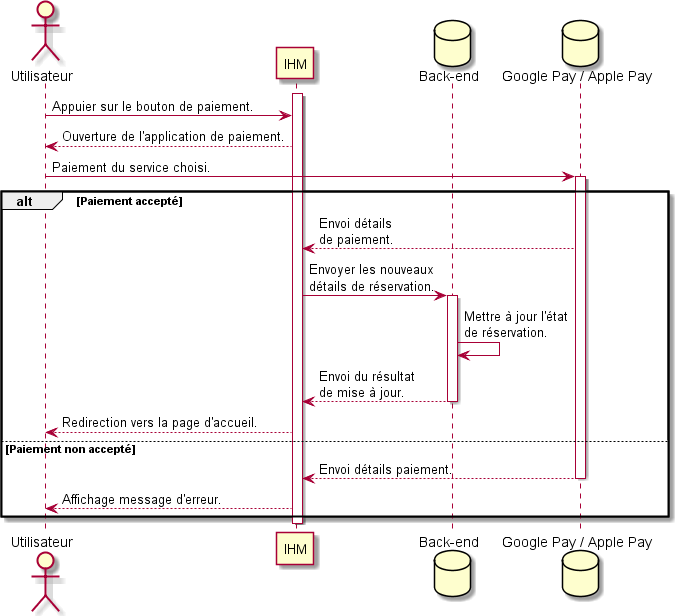 Utilisateur
IHM
Back-end
Google Pay / Apple Pay
Appuier sur le bouton de paiement.
Ouverture de l'application de paiement.
Paiement du service choisi.
alt
[Paiement accepté]
Envoi détails
de paiement.
Envoyer les nouveaux
détails de réservation.
Mettre à jour l'état
de réservation.
Envoi du résultat
de mise à jour.
Redirection vers la page d'accueil.
[Paiement non accepté]
Envoi détails paiement.
Affichage message d'erreur.
Utilisateur
IHM
Back-end
Google Pay / Apple Pay